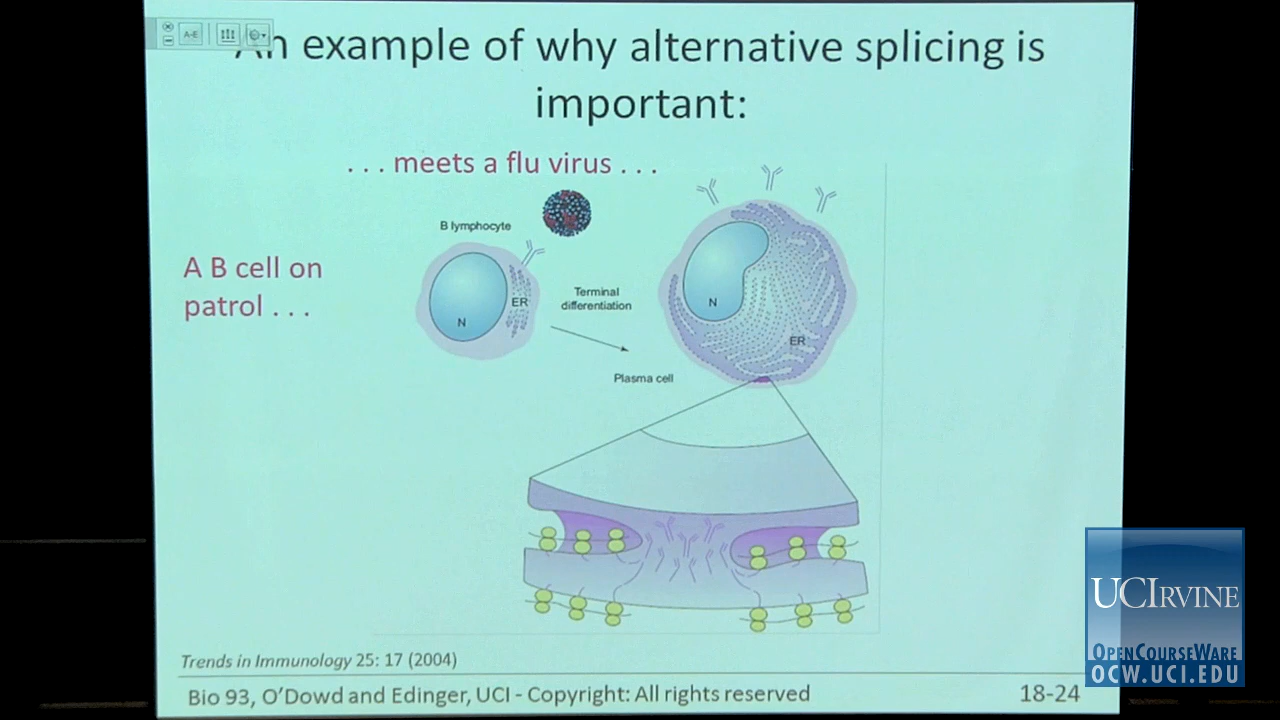 An example of why alternative splicing is
important:
. . . meets a flu virus . . .
B lymphocyte
A B cell on
patrol . . .
N
ER
Terminal
differentiation
N
ER
Plasma cell
Trends in Immunology 25: 17 (2004)
Bio 93, O'Dowd and Edinger, UCI - Copyright: All rights reserved
18-24
A-E
UCIRVINE
OPENCOURSEWARE
OCW.UCI.EDU